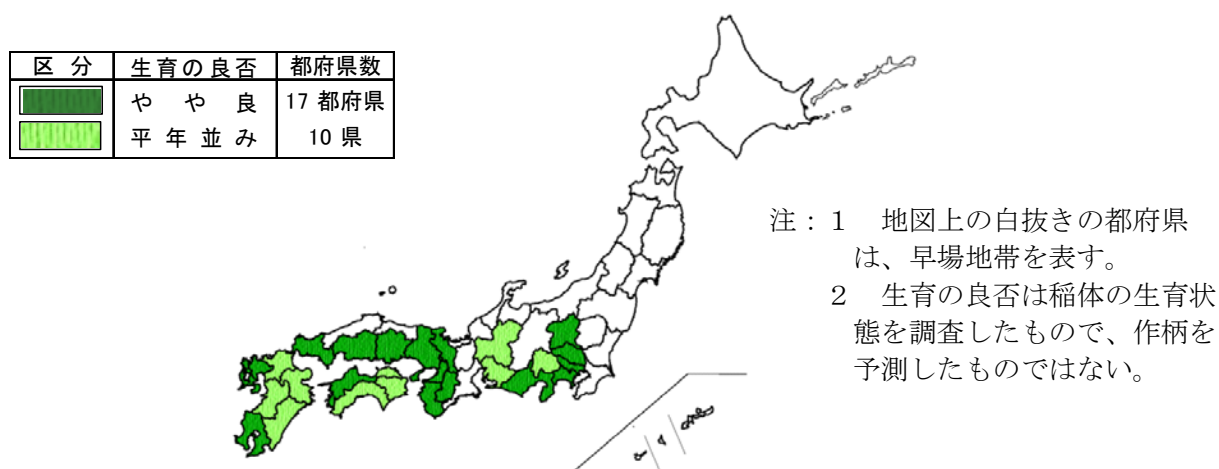 区 分 生育の良否 都府県数
や や 良 17 都府県
平 年 並 み 10 県
注：１ 地図上の白抜きの都府県
は、早場地帯を表す。
２ 生育の良否は稲体の生育状
態を調査したもので、作柄を
予測したものではない。